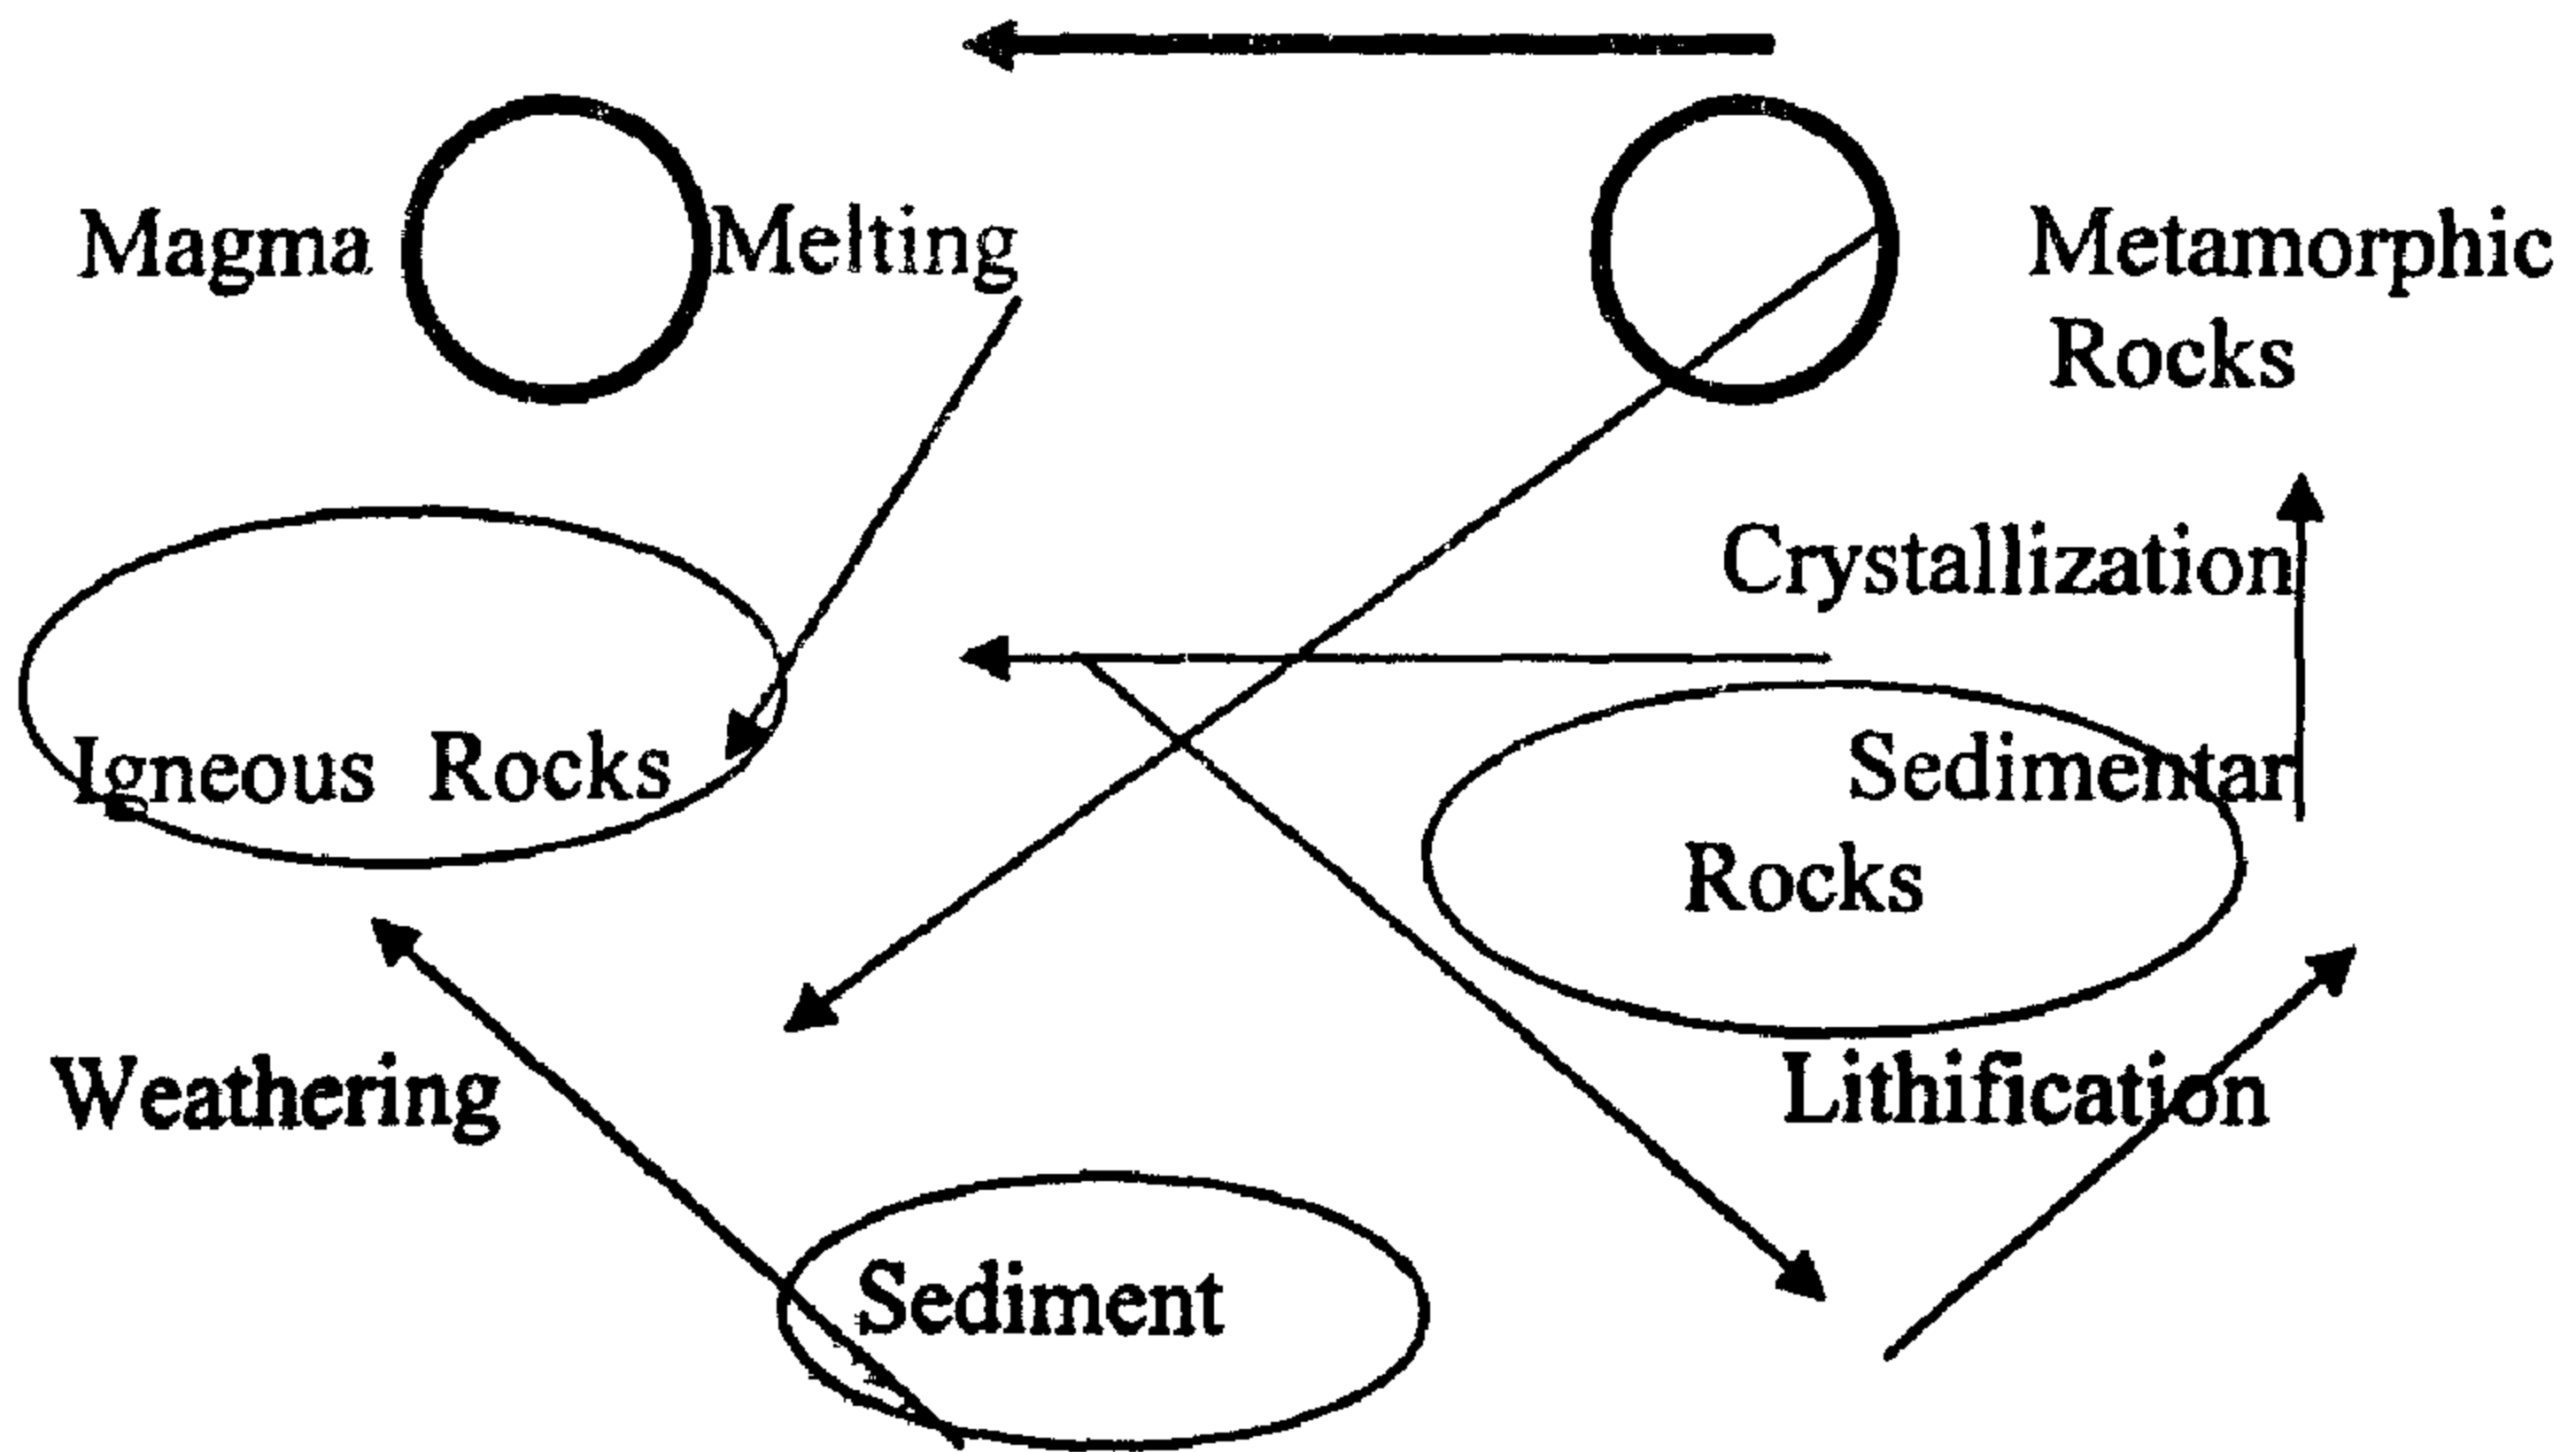 Magma Melting
Metamorphic
Rocks
Crystallization
Igneous Rocks
Sedimentar
Rocks
Weathering
Lithification
Sediment